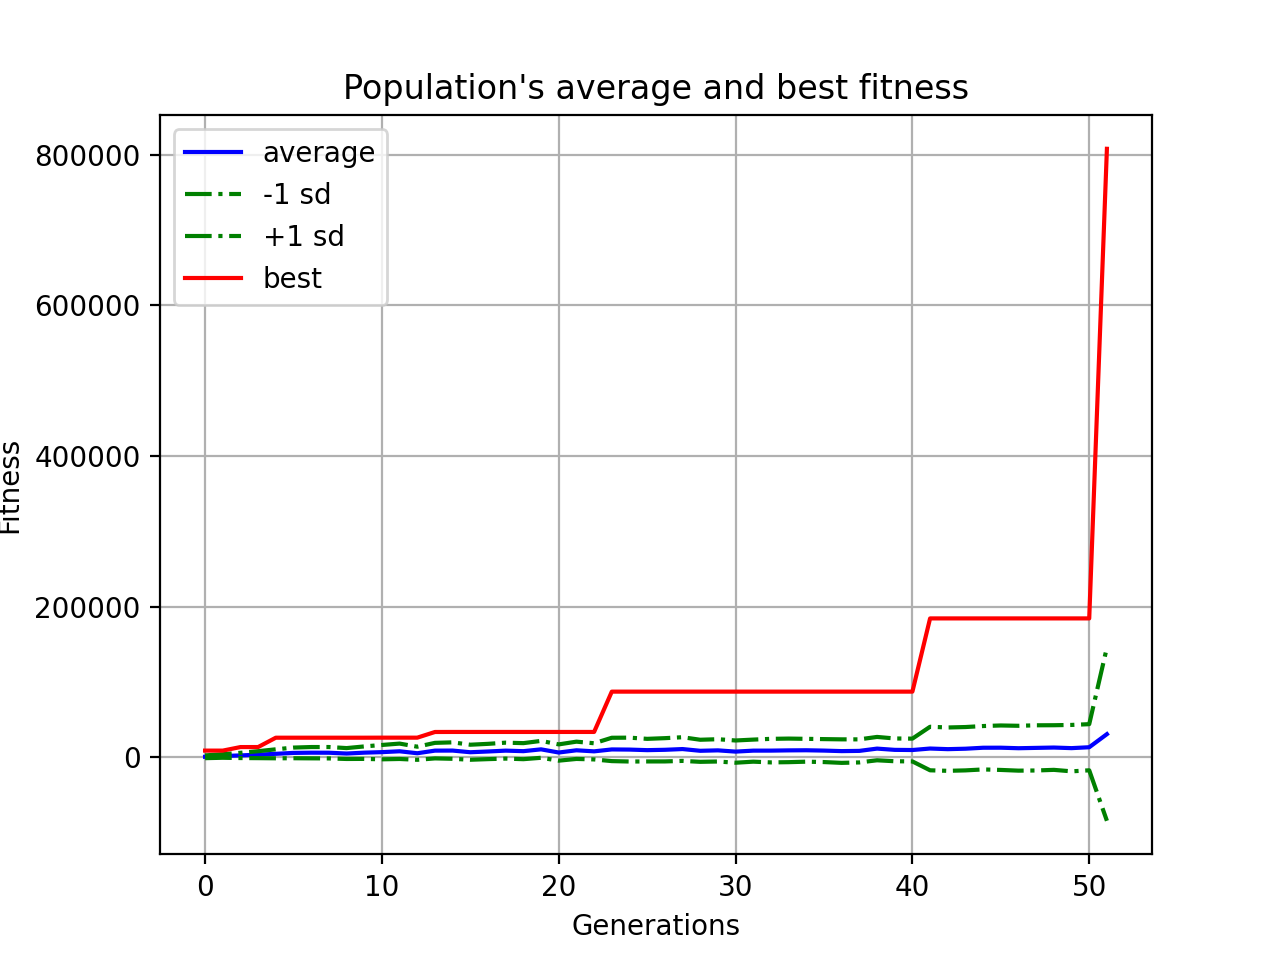 Population's average and best fitness
average
-1 sd
+1 sd
best
800000
600000
400000
200000
0
Fitness
0 10 20 30 40 50
Generations